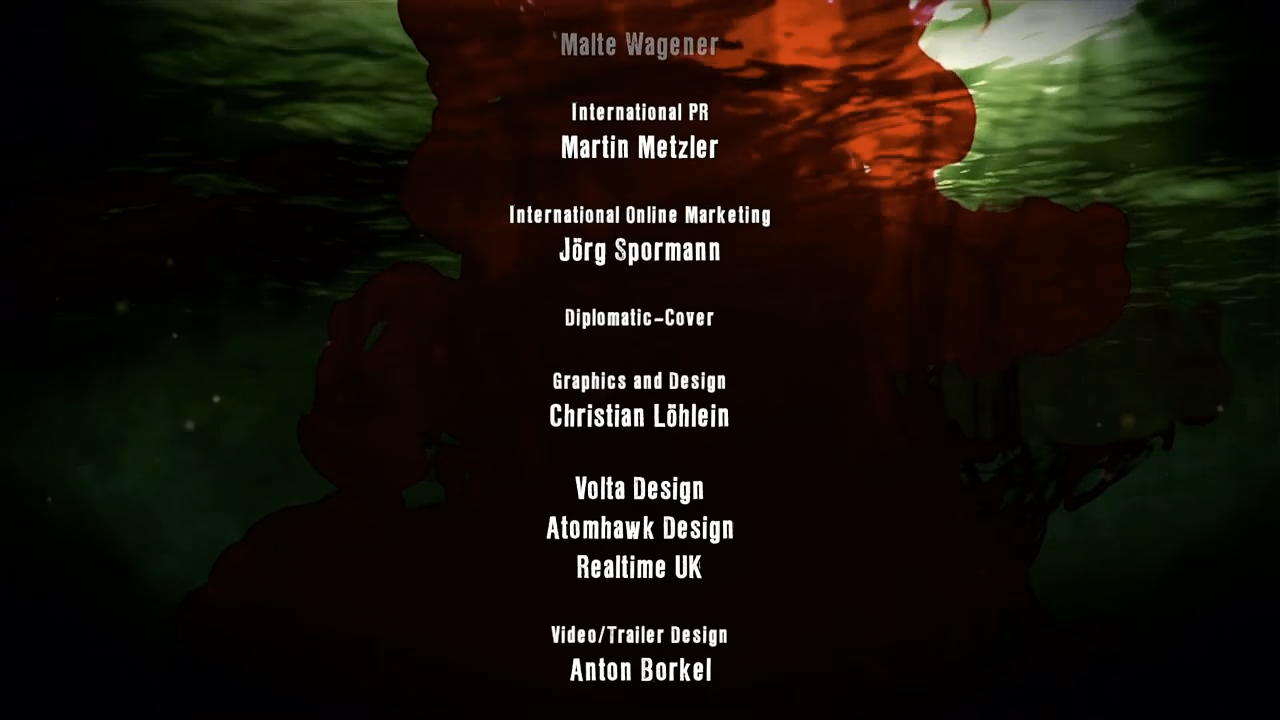 Malte Wagener
International PR
Martin Metzler
International Online Marketing
Jörg Spormann
Diplomatic-Cover
Graphics and Design
Christian Löhlein
Volta Design
Atomhawk Design
Realtime UK
Video/Trailer Design
Anton Borkel